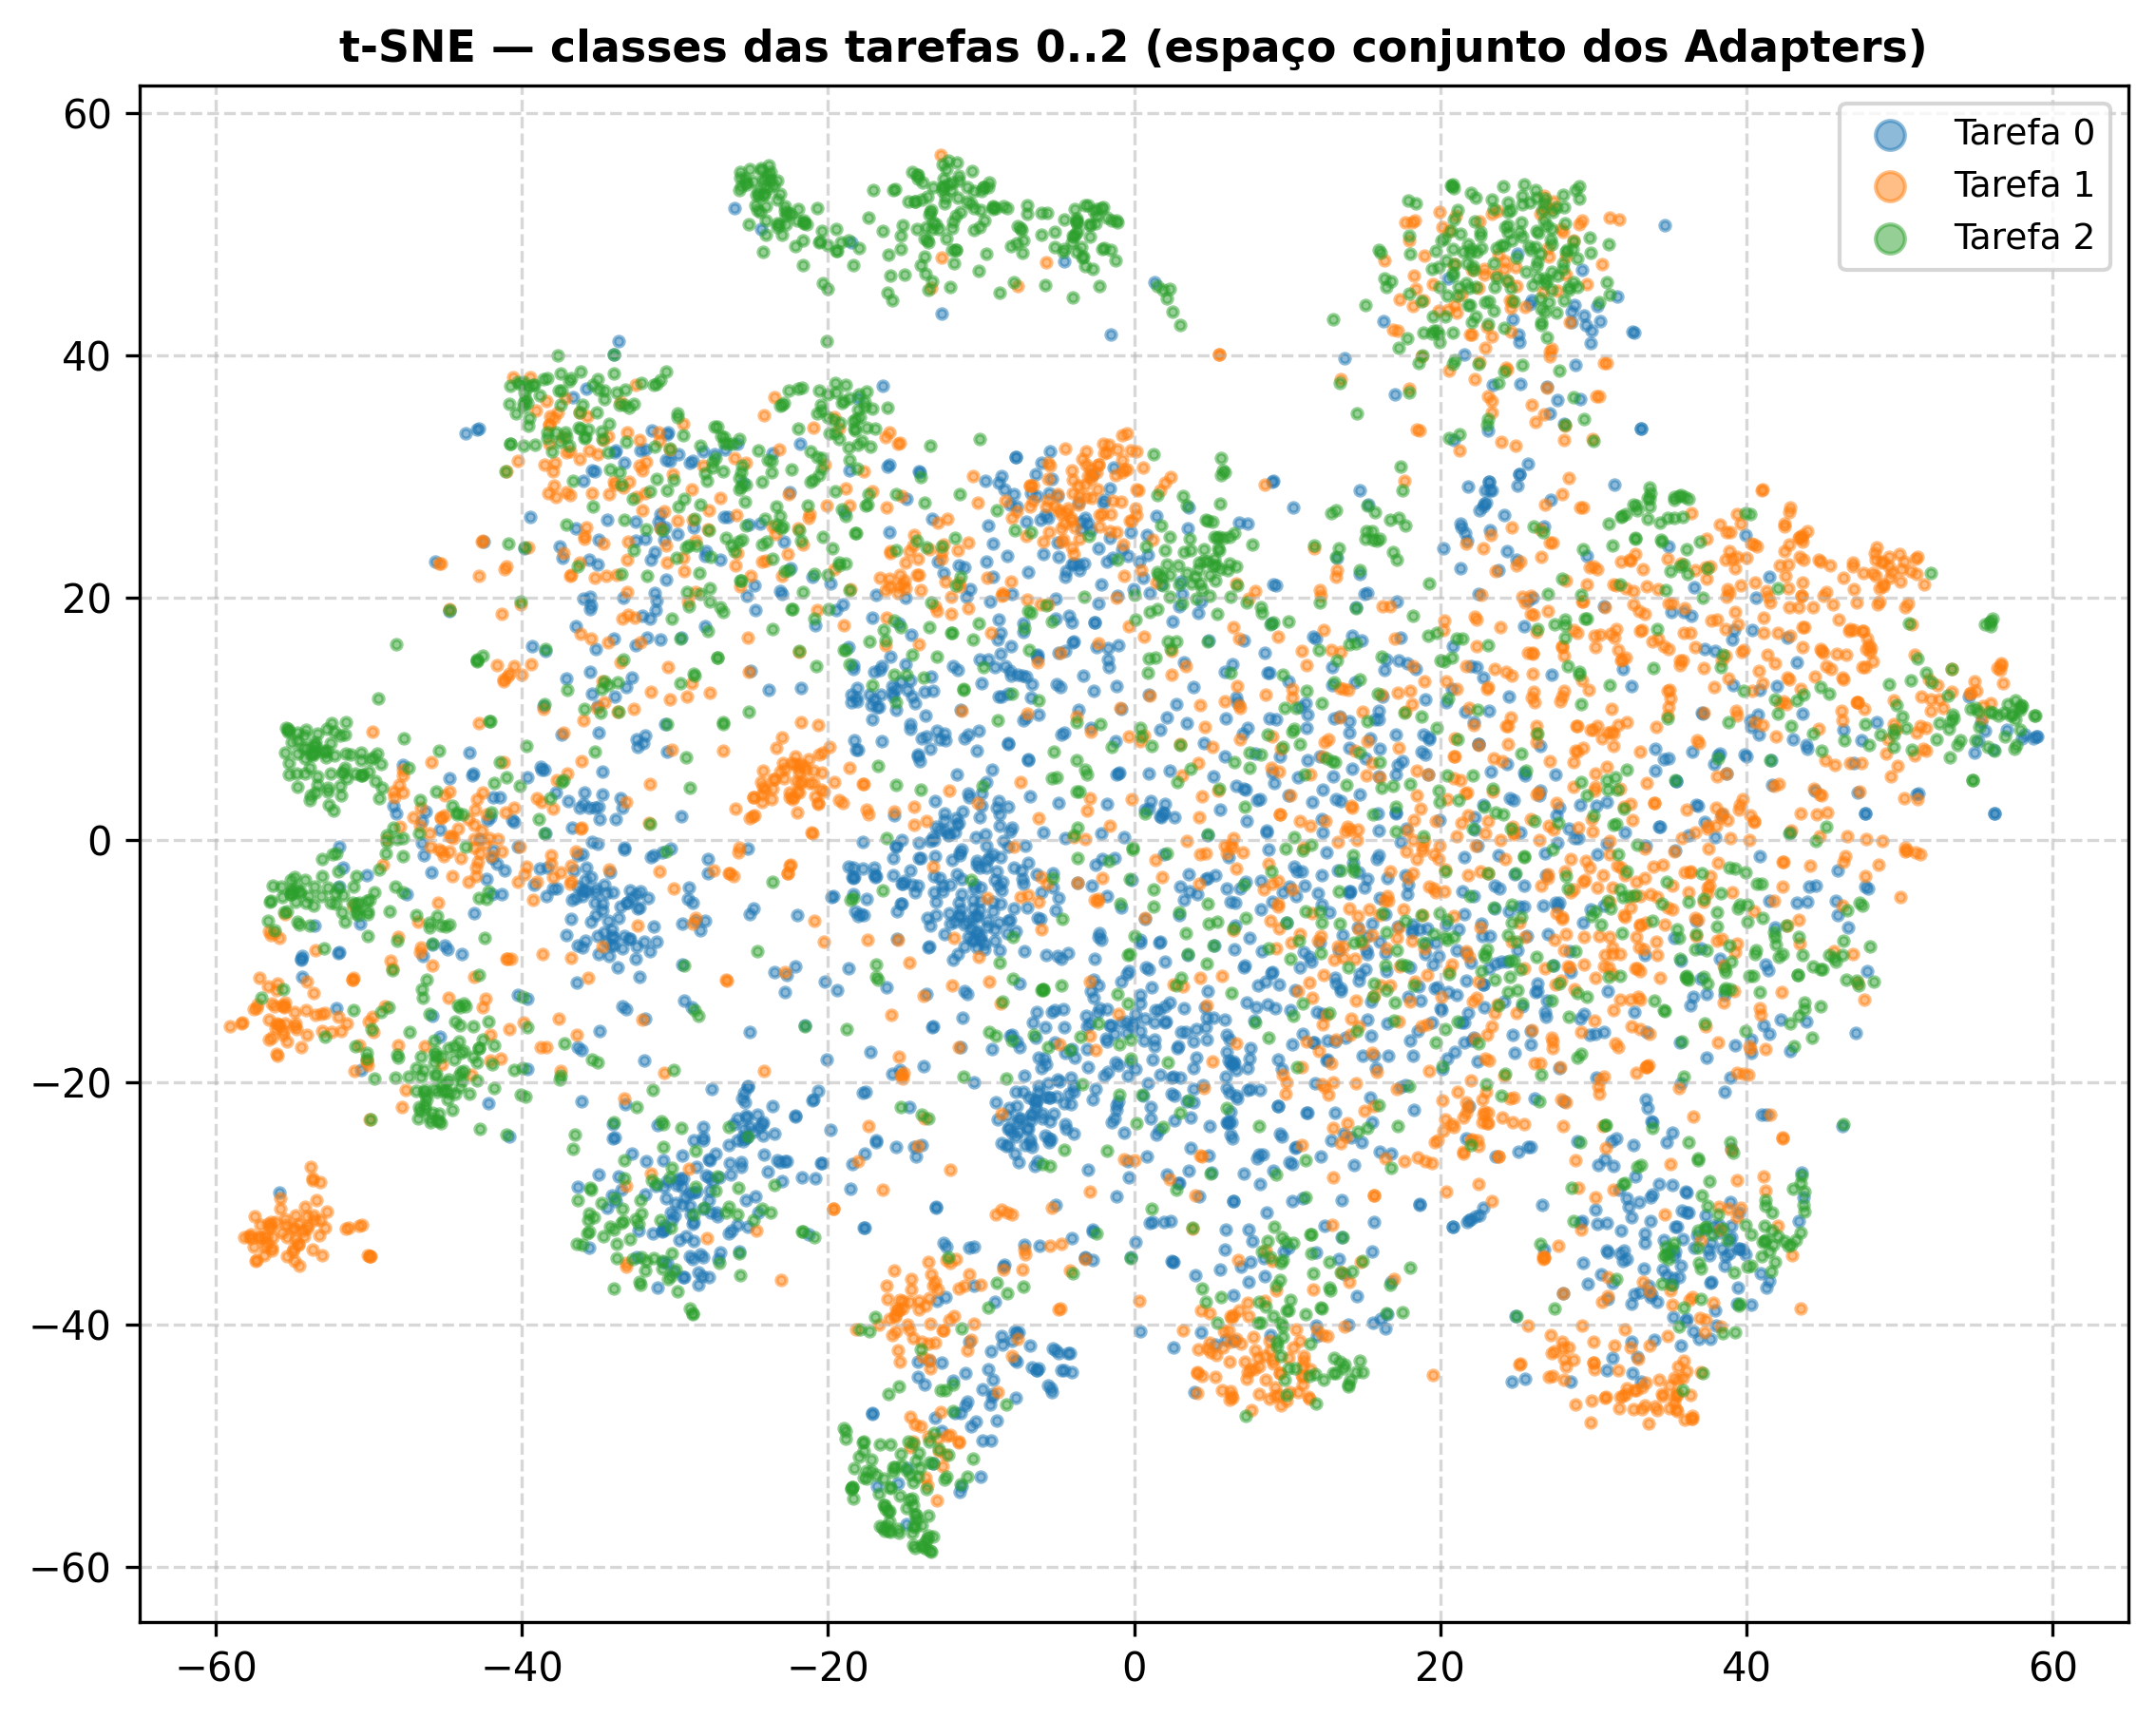 t-SNE — classes das tarefas 0..2 (espaço conjunto dos Adapters)
Tarefa 0
Tarefa 1
Tarefa 2
60
40
20
0
−20
−40
−60
−60 −40 −20 0 20 40 60